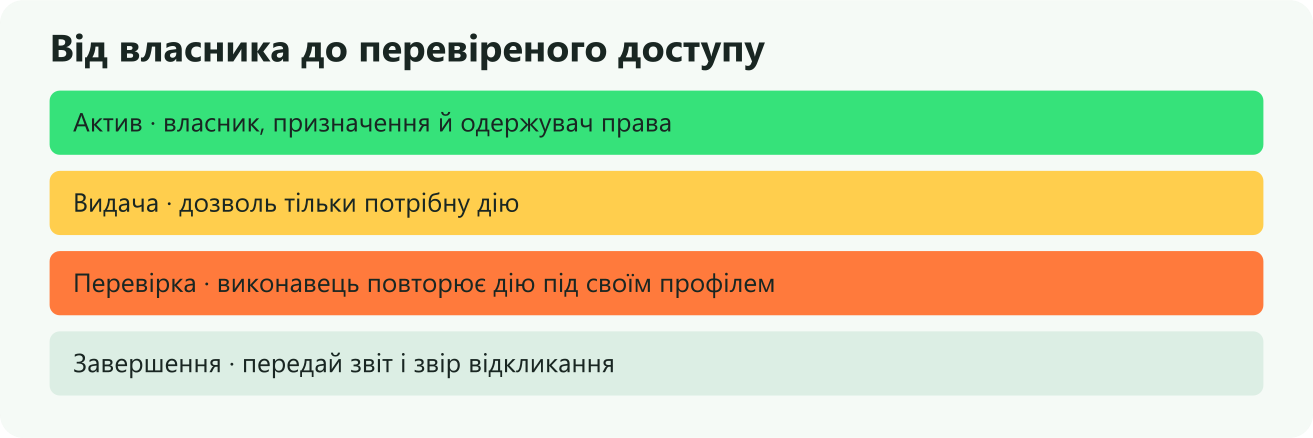 Від власника до перевіреного доступу
Актив · власник, призначення й одержувач права
Видача · дозволь тільки потрібну дію
Перевірка · виконавець повторює дію під своїм профілем
Завершення · передай звіт і звір відкликання